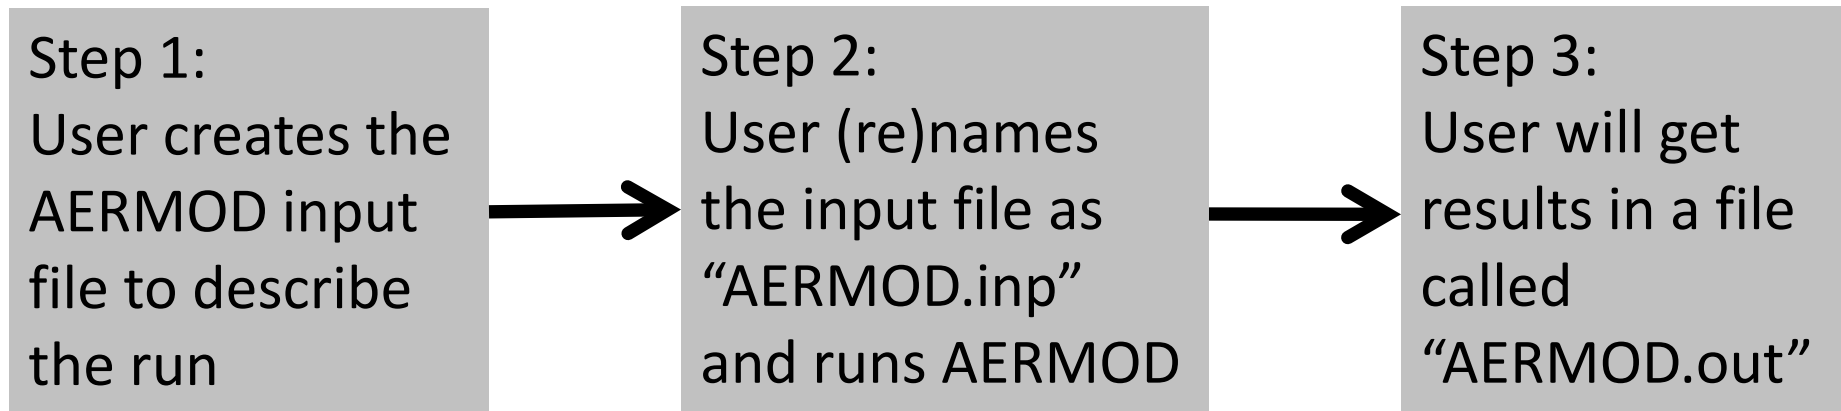 Step 1:
User creates the
AERMOD input
file to describe
the run
Step 2:
User (re)names
the input file as
“AERMOD.inp”
and runs AERMOD
Step 3:
User will get
results in a file
called
“AERMOD.out”